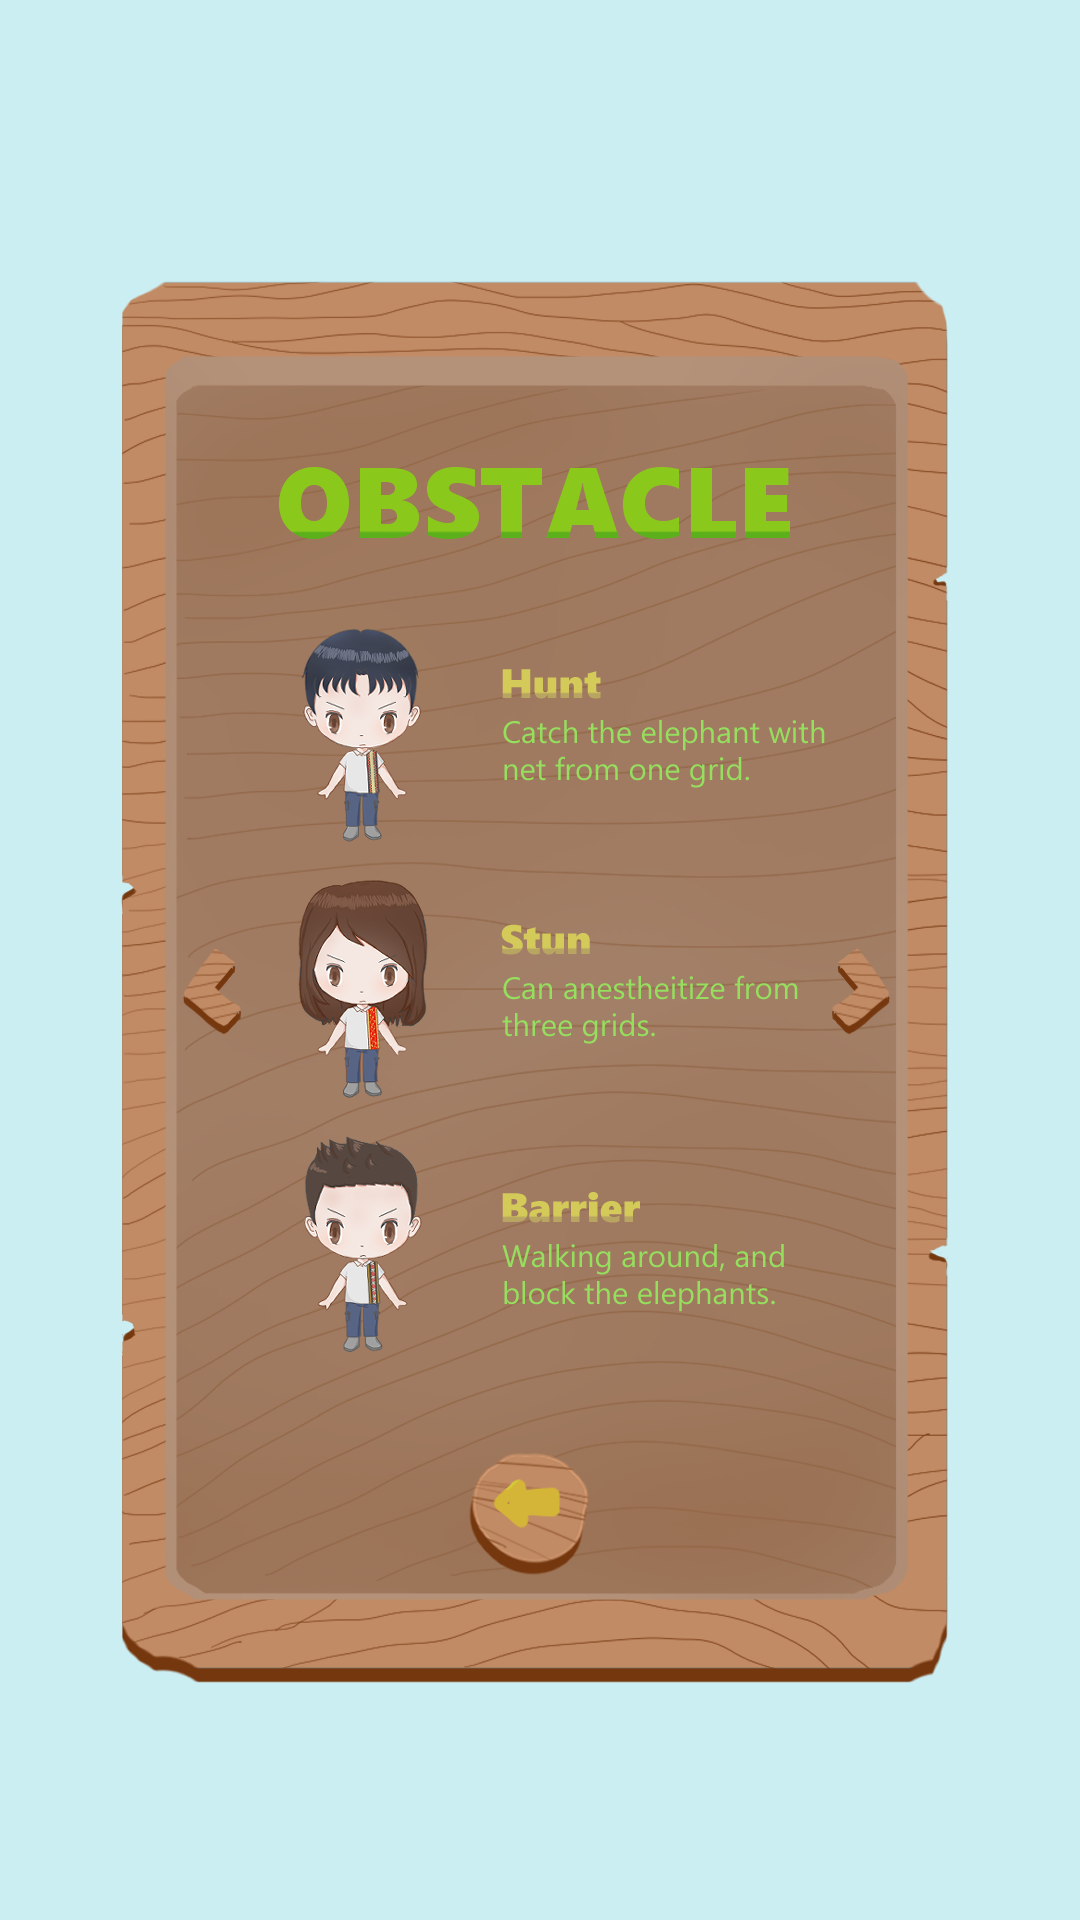 OBSTACLE
Hunt
Catch the elephant with
net from one grid.
Stun
Can anestheitize from
three grids.
Barrier
Walking around, and
block the elephants.